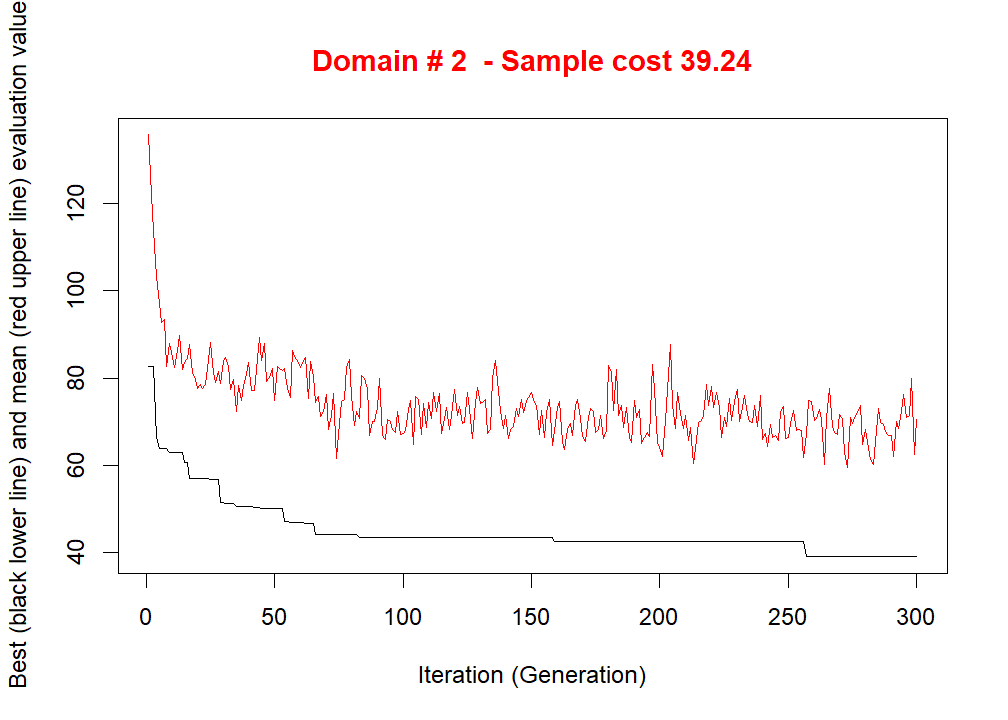 Domain # 2  - Sample cost 39.24
Best (black lower line) and mean (red upper line) evaluation value
120
100
80
60
40
0 50 100 150 200 250 300
Iteration (Generation)